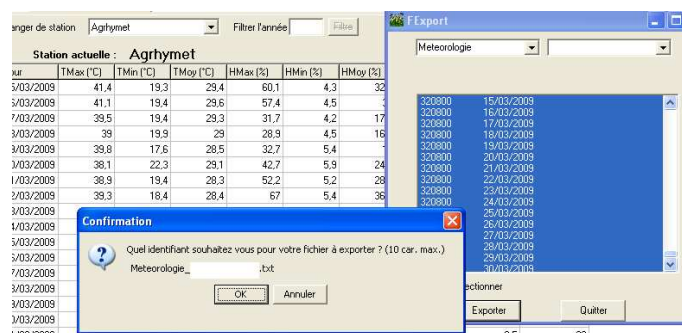 anger de station Agrhymet Filtrer l'année Filtre
Station actuelle : Agrhymet
TMax (°C) TMin (°C) TMoy (°C) HMax (%) HMin (%) HMoy (%)
5/03/2009 41,4 19,3 29,4 60,1 4,3 32
6/03/2009 41,1 19,4 29,6 57,4 4,5
7/03/2009 39,5 19,4 29,3 31,7 4,2 17
8/03/2009 39 19,9 29 28,9 4,5 16
9/03/2009 39,8 17,6 28,5 32,7 5,4
0/03/2009 38,1 22,3 29,1 42,7 5,9 24
1/03/2009 38,9 19,4 28,3 52,2 5,2 28
2/03/2009 39,3 18,4 28,4 67 5,4 36
3/03/2009
4/03/2009
5/03/2009
6/03/2009
7/03/2009
8/03/2009
9/03/2009
0/03/2009
FExport
Meteorologie
320800 15/03/2009
320800 16/03/2009
320800 17/03/2009
320800 18/03/2009
320800 19/03/2009
320800 20/03/2009
320800 21/03/2009
320800 22/03/2009
320800 23/03/2009
320800 24/03/2009
25/03/2009
26/03/2009
27/03/2009
28/03/2009
29/03/2009
30/03/2009
ectionner
Exporter Quitter
Confirmation
Quel identifiant souhaitez vous pour votre fichier à exporter ? (10 car. max.)
Meteorologie_ .txt
OK Annuler